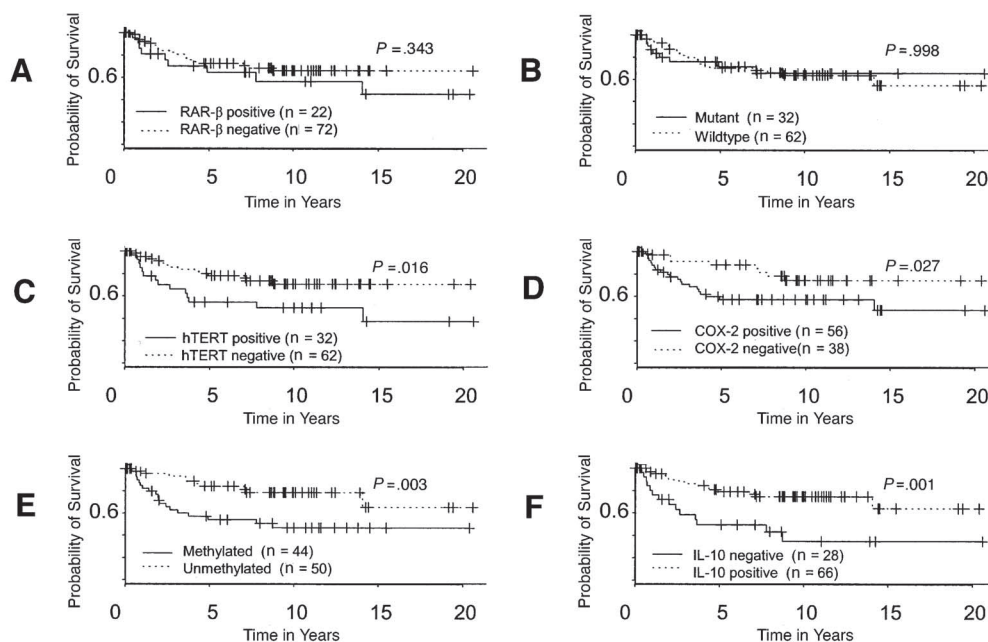 A
Probability of Survival
0.6
P =.343
RAR-β positive (n = 22)
RAR-β negative (n = 72)
0 5 10 15 20
Time in Years
B
Probability of Survival
0.6
P =.998
Mutant (n = 32)
Wildtype (n = 62)
0 5 10 15 20
Time in Years
C
Probability of Survival
0.6
P =.016
hTERT positive (n = 32)
hTERT negative (n = 62)
0 5 10 15 20
Time in Years
D
Probability of Survival
0.6
P =.027
COX-2 positive (n = 56)
COX-2 negative(n = 38)
0 5 10 15 20
Time in Years
E
Probability of Survival
0.6
P =.003
Methylated (n = 44)
Unmethylated (n = 50)
0 5 10 15 20
Time in Years
F
Probability of Survival
0.6
P =.001
IL-10 negative (n = 28)
IL-10 positive (n = 66)
0 5 10 15 20
Time in Years